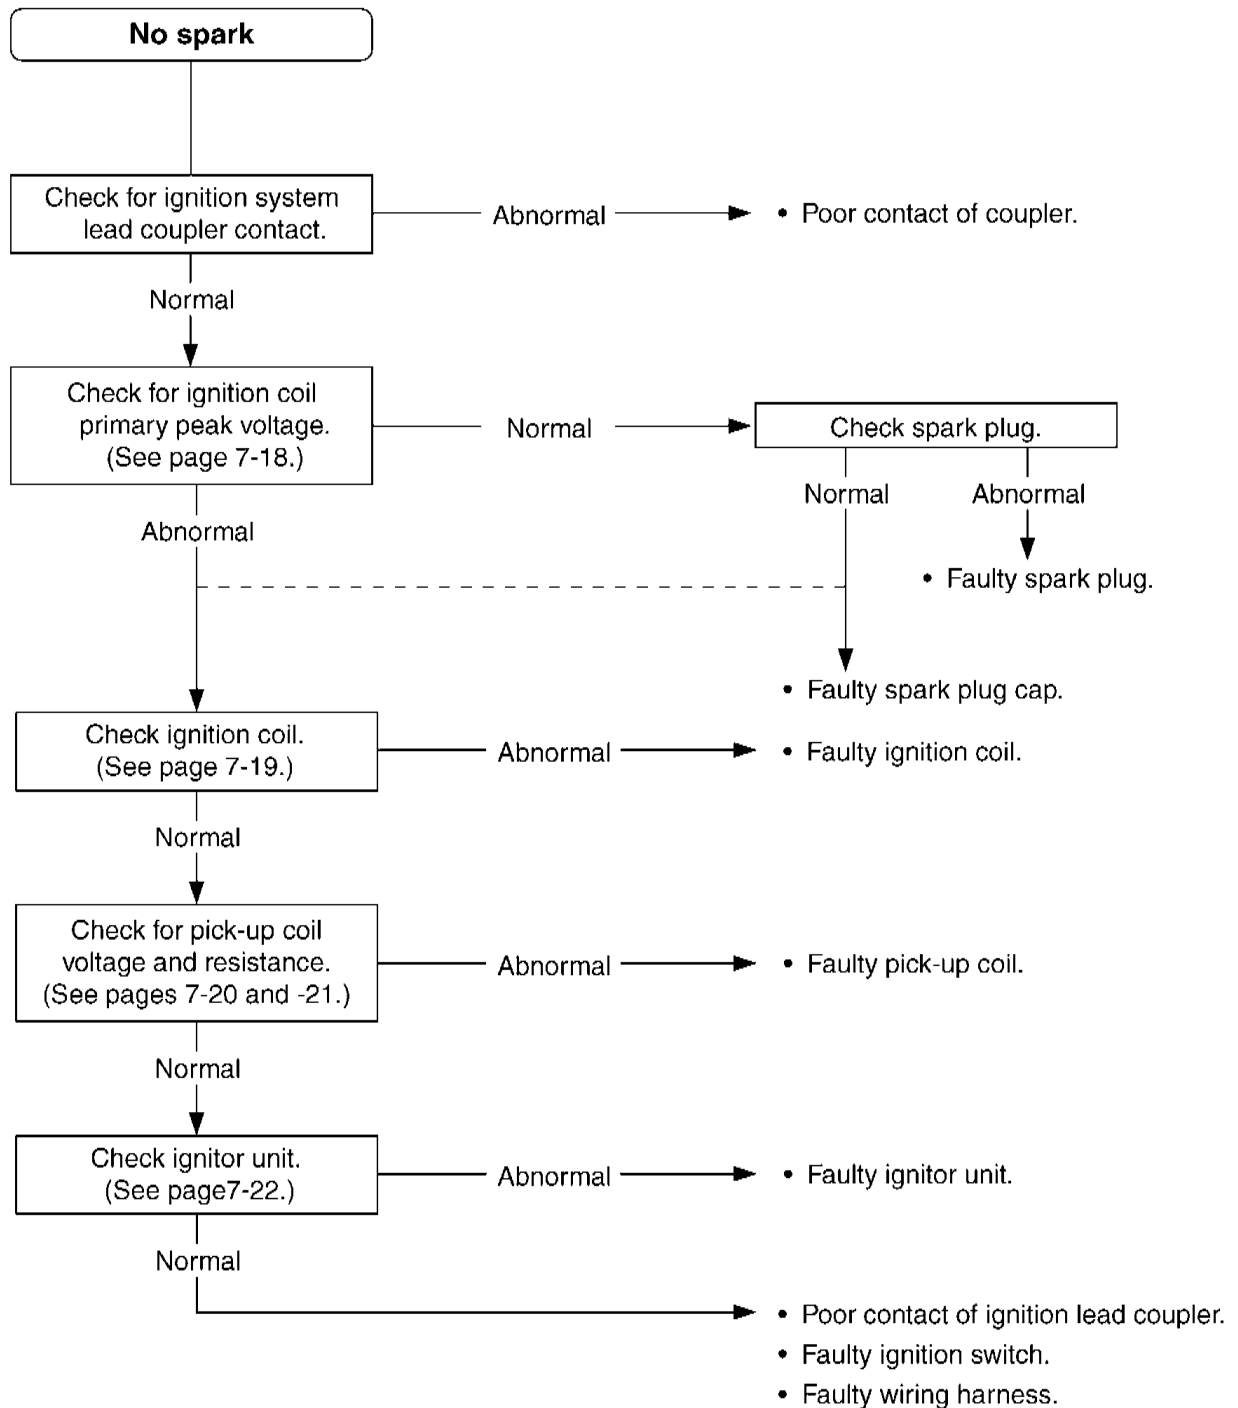 No spark
Check for ignition system
lead coupler contact.
Abnormal
• Poor contact of coupler.
Normal
Check for ignition coil
primary peak voltage.
(See page 7-18.)
Normal
Check spark plug.
Normal
Abnormal
Abnormal
• Faulty spark plug.
• Faulty spark plug cap.
Check ignition coil.
(See page 7-19.)
Abnormal
• Faulty ignition coil.
Normal
Check for pick-up coil
voltage and resistance.
(See pages 7-20 and -21.)
Abnormal
• Faulty pick-up coil.
Normal
Check ignitor unit.
(See page7-22.)
Abnormal
• Faulty ignitor unit.
Normal
• Poor contact of ignition lead coupler.
• Faulty ignition switch.
• Faulty wiring harness.